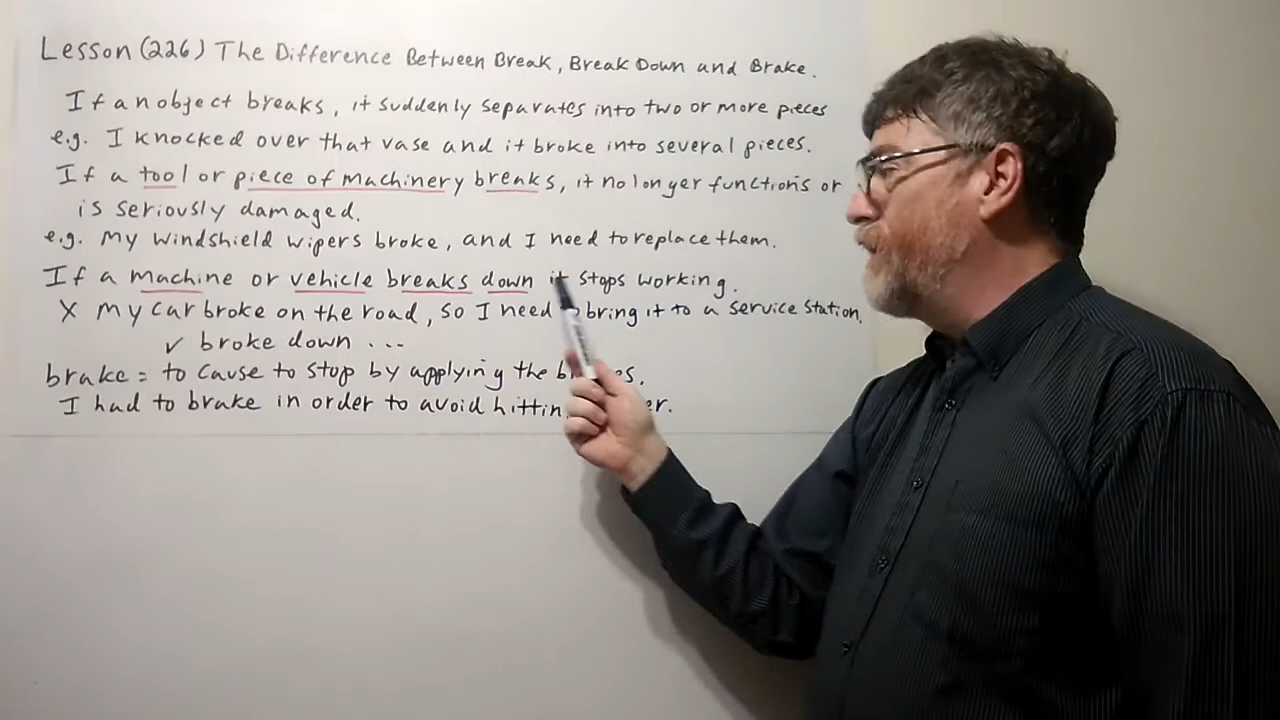 Lesson (226) The Difference Between Break, Break Down and Brake.
If an object breaks, it suddenly separates into two or more pieces
e.g. I knocked over that vase and it broke into several pieces.
If a tool or piece of machinery breaks, it no longer functions or
is seriously damaged.
e.g. My windshield wipers broke, and I need to replace them.
If a machine or vehicle breaks down it stops working.
X my car broke on the road, so I need bring it to a service station.
✓ broke down ...
brake = to cause to stop by applying the
I had to brake in order to avoid